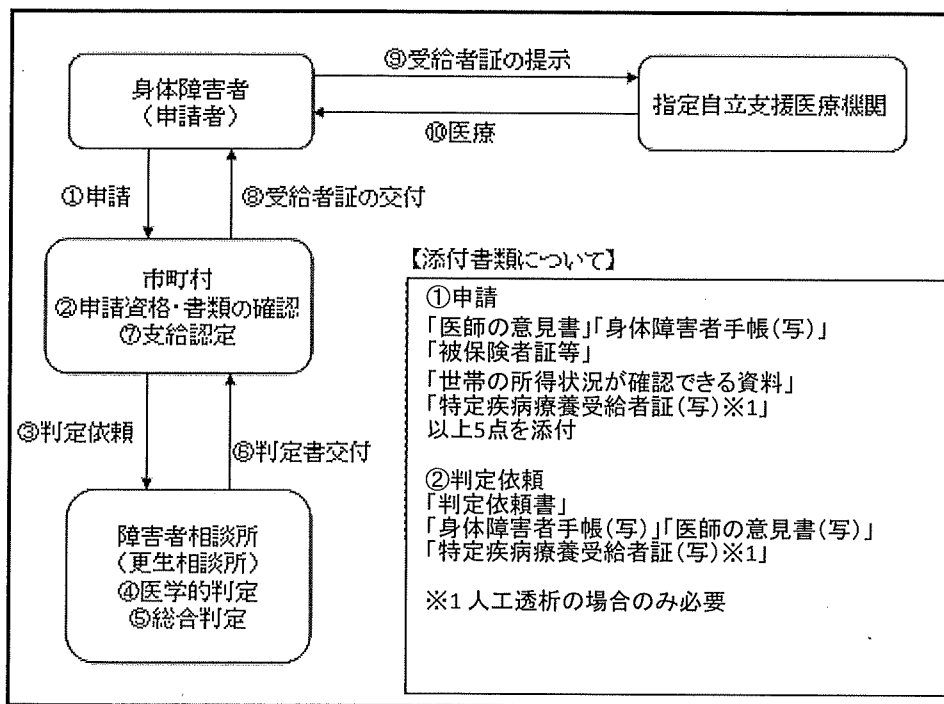 ⑨受給者証の提示
身体障害者
(申請者)
指定自立支援医療機関
⑩医療
①申請
⑧受給者証の交付
市町村
②申請資格・書類の確認
⑦支給認定
③判定依頼
⑥判定書交付
障害者相談所
(更生相談所)
④医学的判定
⑤総合判定
【添付書類について】
①申請
「医師の意見書」「身体障害者手帳(写)」
「被保険者証等」
「世帯の所得状況が確認できる資料」
「特定疾病療養受給者証(写)※1」
以上5点を添付
②判定依頼
「判定依頼書」
「身体障害者手帳(写)」「医師の意見書(写)」
「特定疾病療養受給者証(写)※1」
※1 人工透析の場合のみ必要